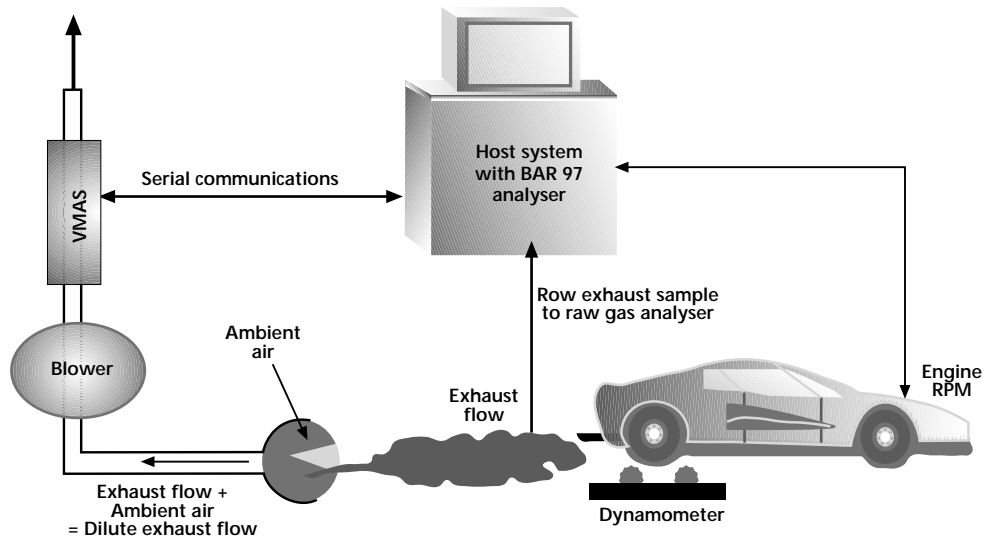 Host system
with BAR 97
analyser
Serial communications
VMAS
Row exhaust sample
to raw gas analyser
Ambient
air
Blower
Exhaust
flow
Engine
RPM
Exhaust flow +
Ambient air
= Dilute exhaust flow
Dynamometer